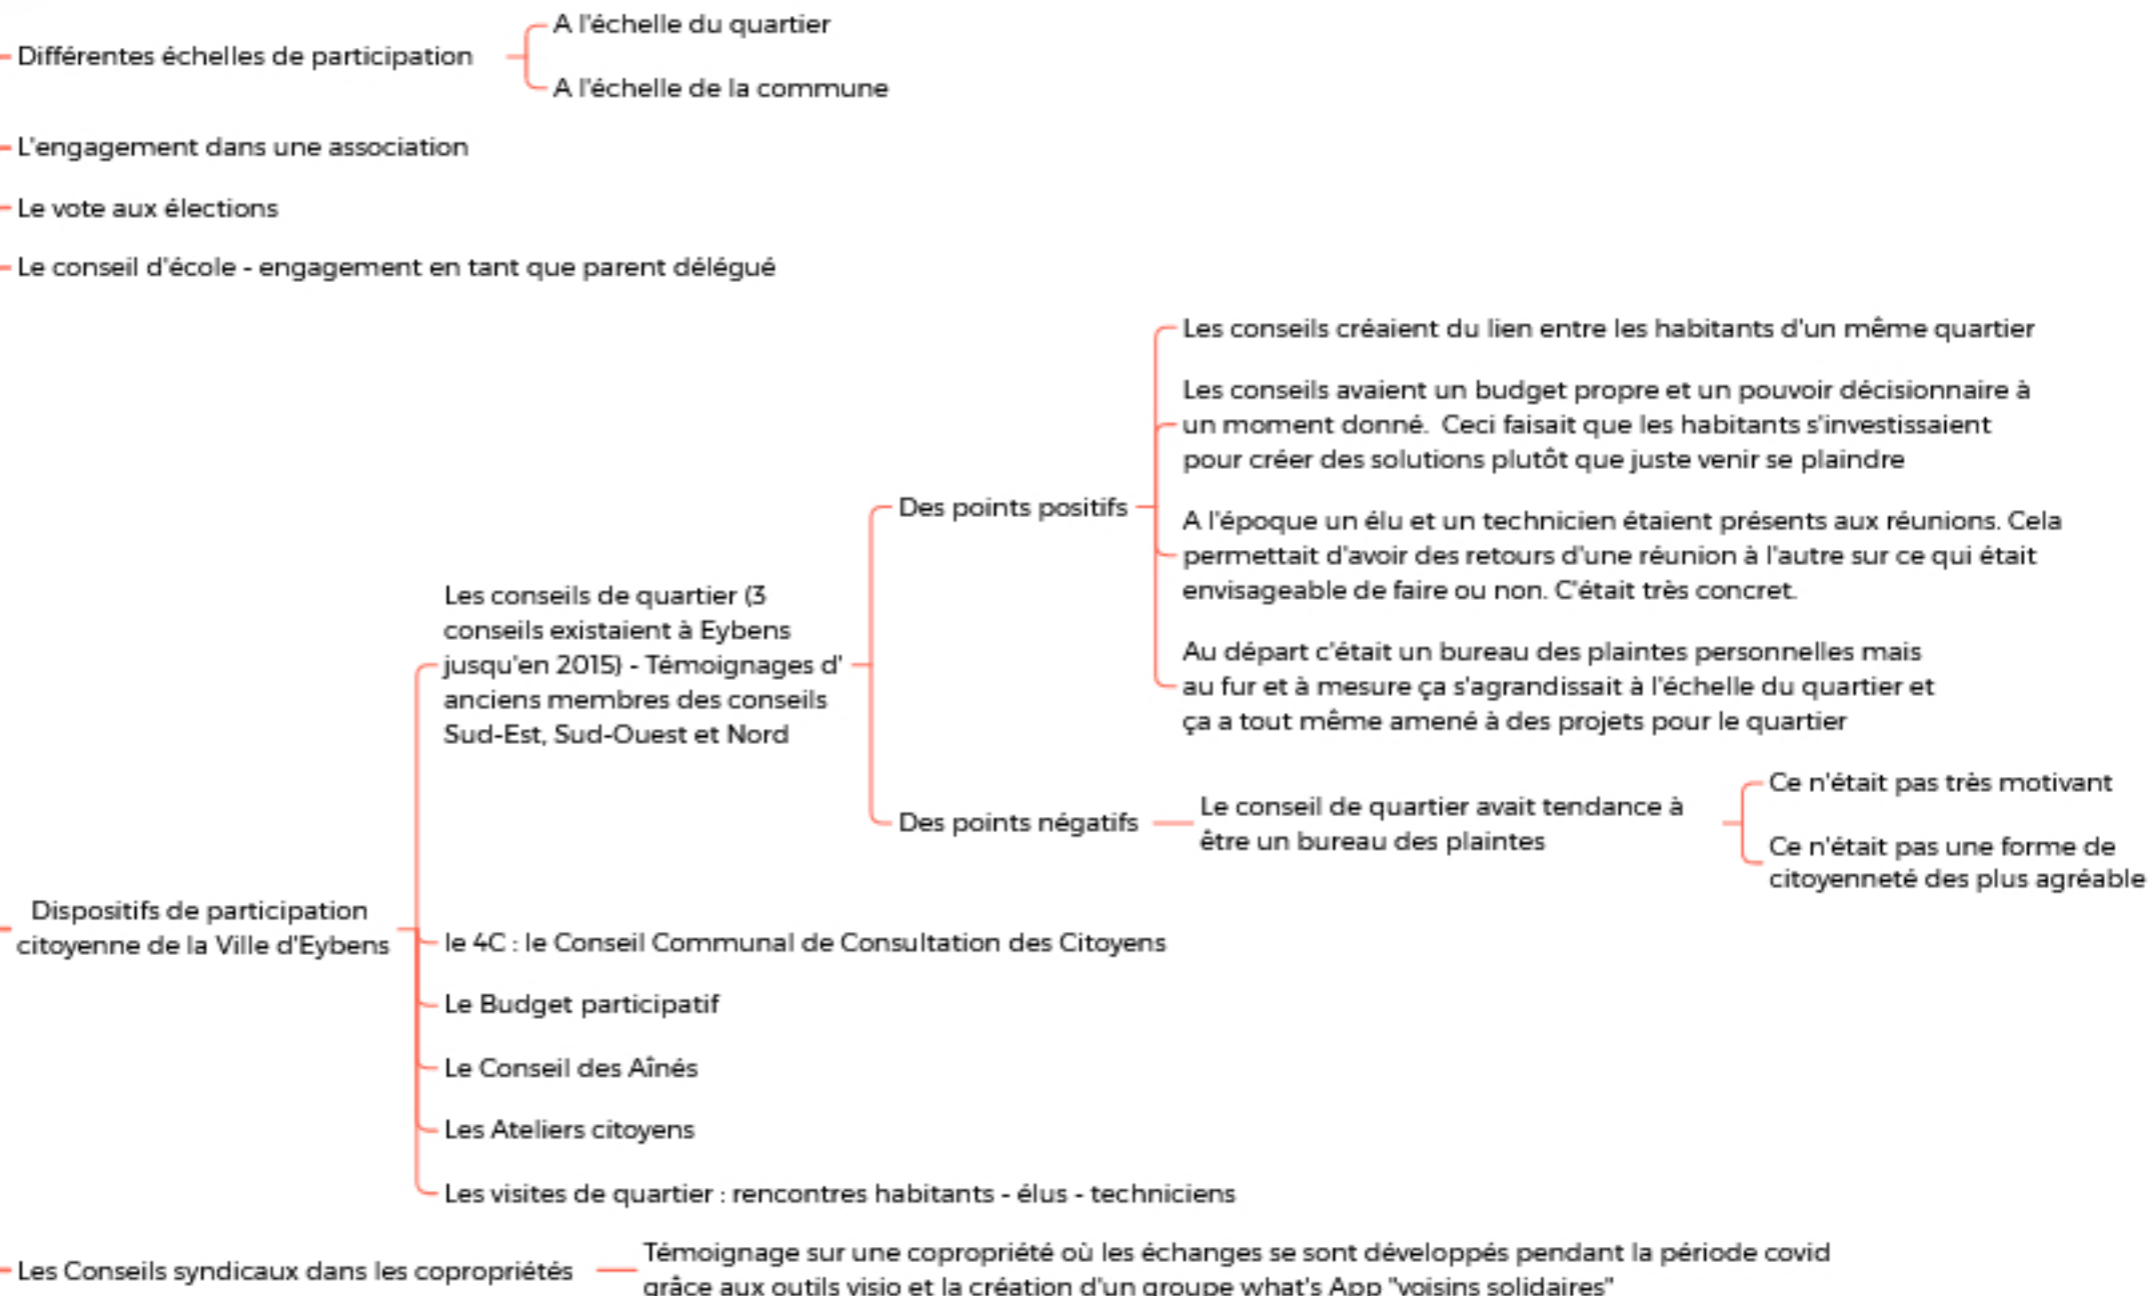 Différentes échelles de participation
A l'échelle du quartier
A l'échelle de la commune
L'engagement dans une association
Le vote aux élections
Le conseil d'école - engagement en tant que parent délégué
Dispositifs de participation
citoyenne de la Ville d'Eybens
Les conseils de quartier (3
conseils existaient à Eybens
jusqu'en 2015) - Témoignages d'
anciens membres des conseils
Sud-Est, Sud-Ouest et Nord
Des points positifs
Les conseils créaient du lien entre les habitants d'un même quartier
Les conseils avaient un budget propre et un pouvoir décisionnaire à
un moment donné.  Ceci faisait que les habitants s'investissaient
pour créer des solutions plutôt que juste venir se plaindre
A l'époque un élu et un technicien étaient présents aux réunions. Cela
permettait d'avoir des retours d'une réunion à l'autre sur ce qui était
envisageable de faire ou non. C'était très concret.
Au départ c'était un bureau des plaintes personnelles mais
au fur et à mesure ça s'agrandissait à l'échelle du quartier et
ça a tout même amené à des projets pour le quartier
Des points négatifs
Le conseil de quartier avait tendance à
être un bureau des plaintes
Ce n'était pas très motivant
Ce n'était pas une forme de
citoyenneté des plus agréable
le 4C : le Conseil Communal de Consultation des Citoyens
Le Budget participatif
Le Conseil des Aînés
Les Ateliers citoyens
Les visites de quartier : rencontres habitants - élus - techniciens
Les Conseils syndicaux dans les copropriétés
Témoignage sur une copropriété où les échanges se sont développés pendant la période covid
grâce aux outils visio et la création d'un groupe what's App "voisins solidaires"